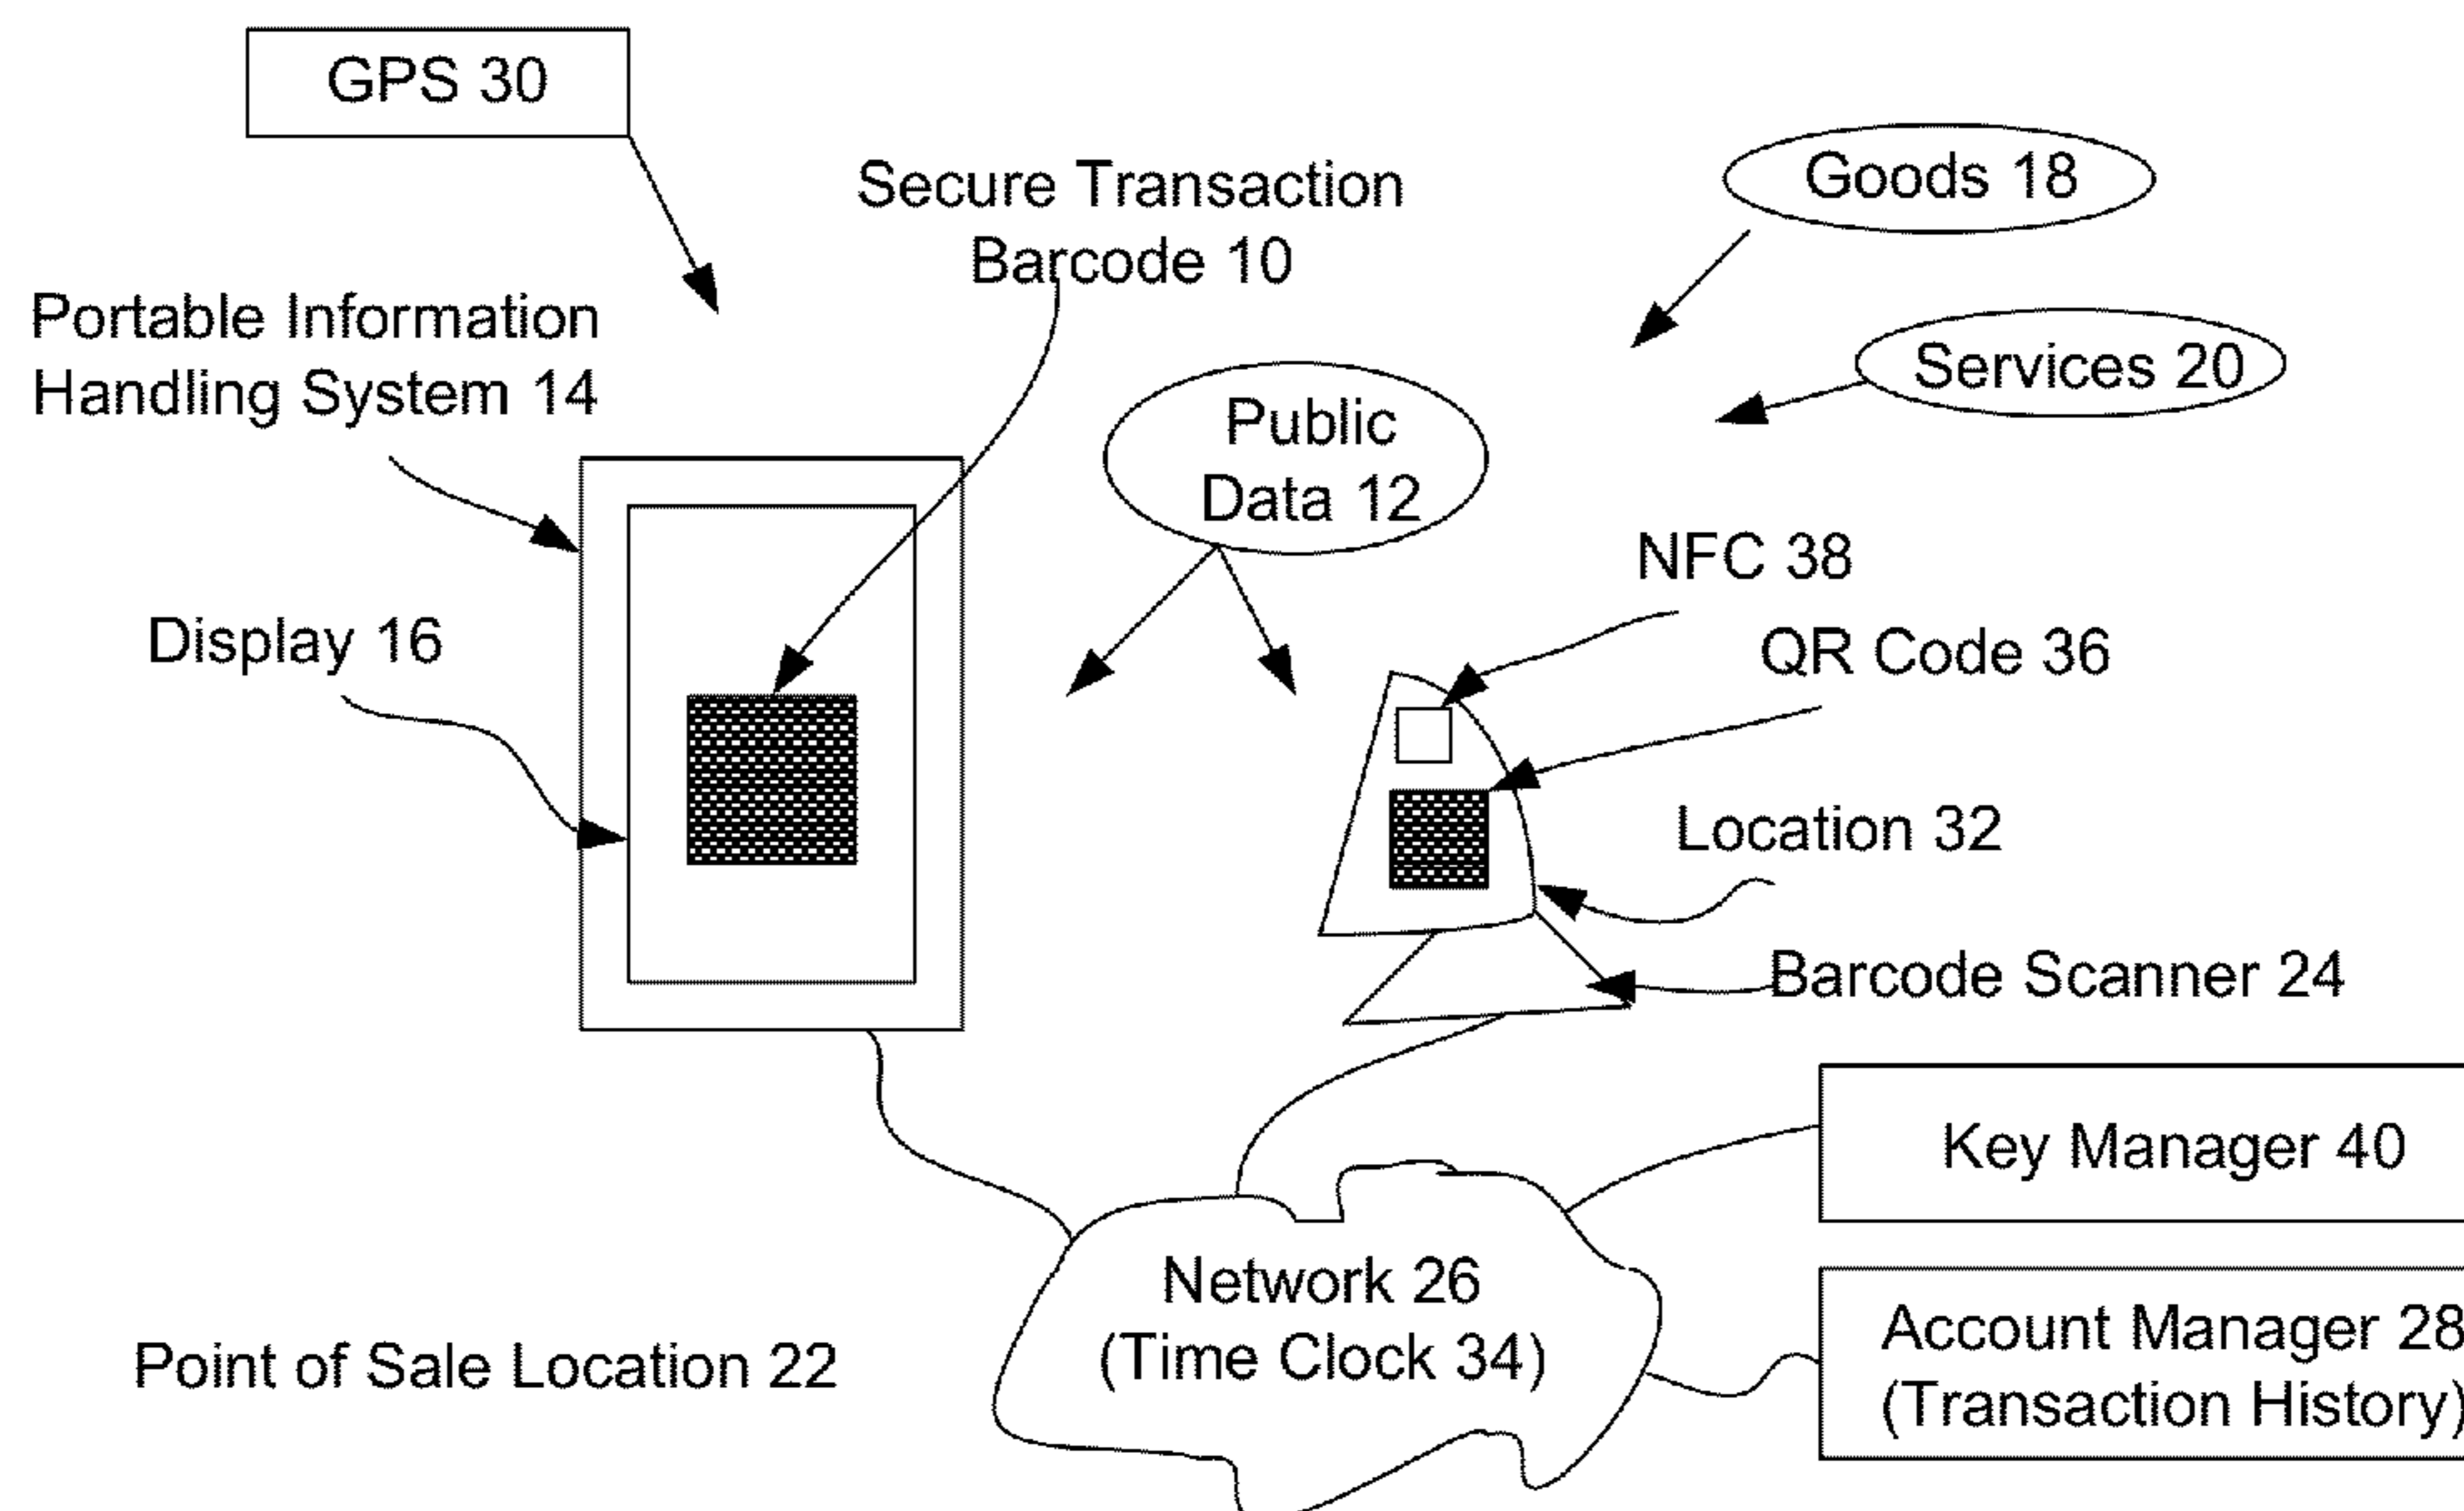 GPS 30
Secure Transaction
Barcode 10
Goods 18
Portable Information
Handling System 14
Services 20
Public
Data 12
NFC 38
Display 16
QR Code 36
Location 32
Barcode Scanner 24
Key Manager 40
Network 26
(Time Clock 34)
Account Manager 28
(Transaction History)
Point of Sale Location 22